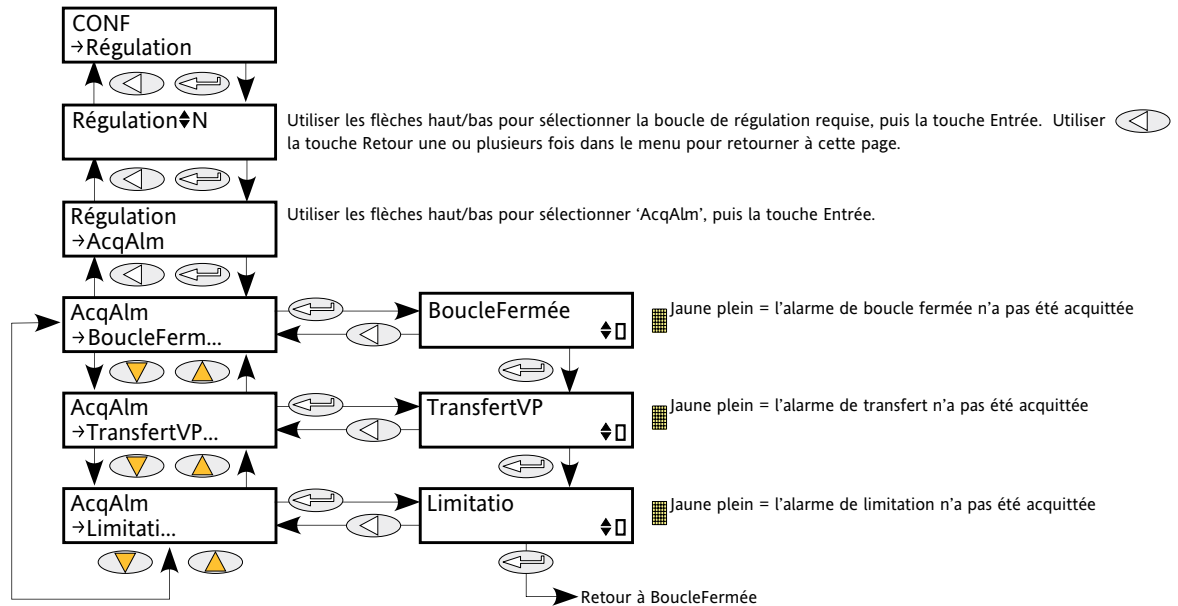 CONF
→Régulation
Régulation♦N
Utiliser les flèches haut/bas pour sélectionner la boucle de régulation requise, puis la touche Entrée. Utiliser
la touche Retour une ou plusieurs fois dans le menu pour retourner à cette page.
Régulation
→AcqAlm
Utiliser les flèches haut/bas pour sélectionner ‘AcqAlm’, puis la touche Entrée.
AcqAlm
→BoucleFerm...
BoucleFermée
Jaune plein = l’alarme de boucle fermée n’a pas été acquittée
AcqAlm
→TransfertVP...
TransfertVP
Jaune plein = l’alarme de transfert n’a pas été acquittée
AcqAlm
→Limitati...
Limitatio
Jaune plein = l’alarme de limitation n’a pas été acquittée
Retour à BoucleFermée